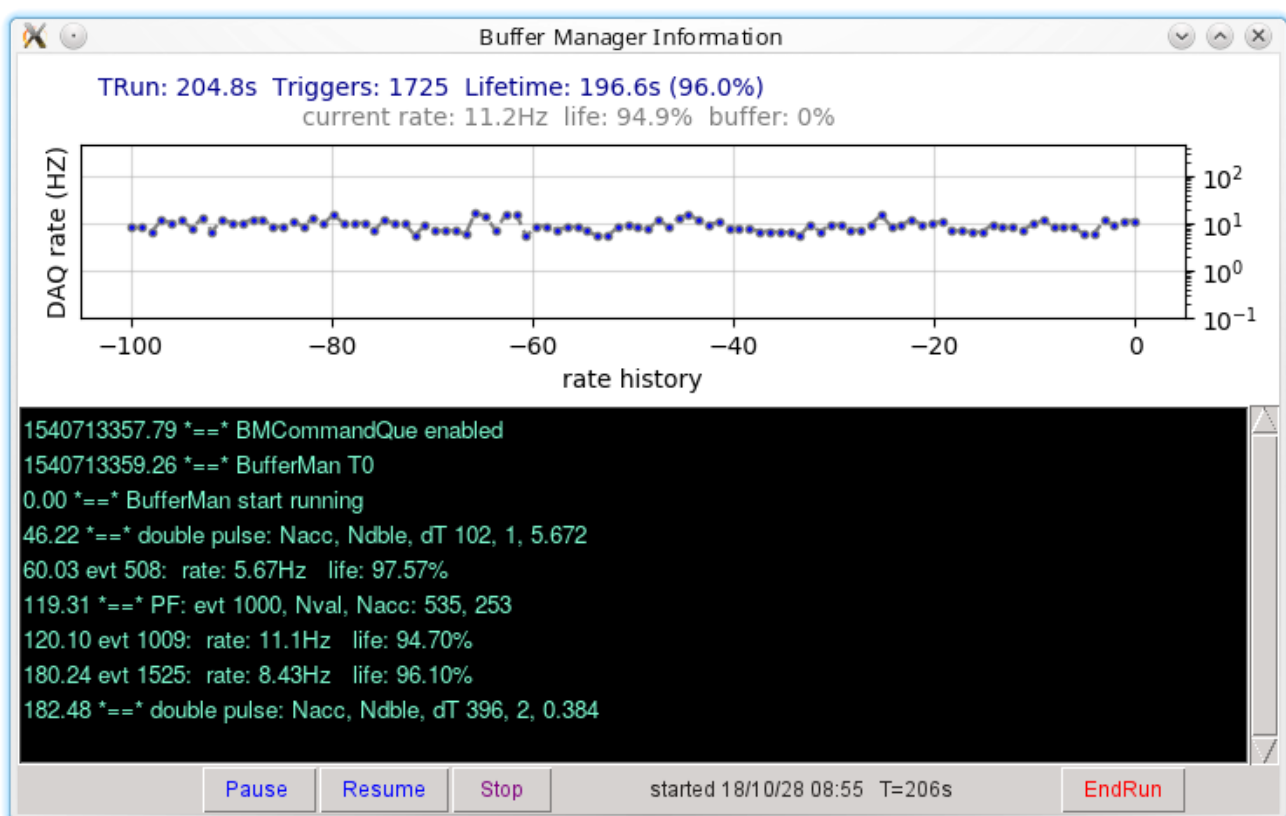 Buffer Manager Information
TRun: 204.8s  Triggers: 1725  Lifetime: 196.6s (96.0%)
current rate: 11.2Hz  life: 94.9%  buffer: 0%
DAQ rate (HZ)
10²
10¹
10⁰
10⁻¹
−100 −80 −60 −40 −20 0
rate history
1540713357.79 *==* BMCommandQue enabled
1540713359.26 *==* BufferMan T0
0.00 *==* BufferMan start running
46.22 *==* double pulse: Nacc, Ndble, dT 102, 1, 5.672
60.03 evt 508:  rate: 5.67Hz   life: 97.57%
119.31 *==* PF: evt 1000, Nval, Nacc: 535, 253
120.10 evt 1009:  rate: 11.1Hz   life: 94.70%
180.24 evt 1525:  rate: 8.43Hz   life: 96.10%
182.48 *==* double pulse: Nacc, Ndble, dT 396, 2, 0.384
Pause Resume Stop started 18/10/28 08:55  T=206s EndRun